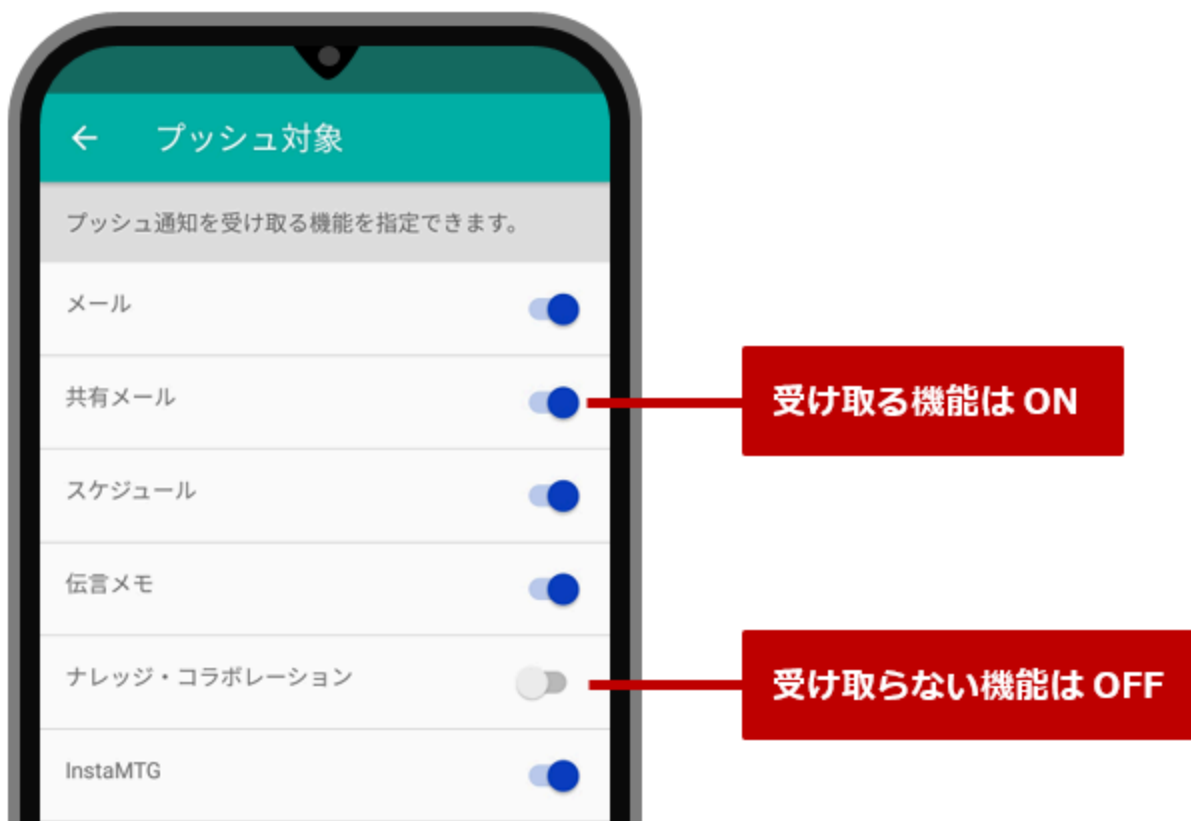 プッシュ対象
プッシュ通知を受け取る機能を指定できます。
メール
共有メール
受け取る機能は ON
スケジュール
伝言メモ
ナレッジ・コラボレーション
受け取らない機能は OFF
InstaMTG